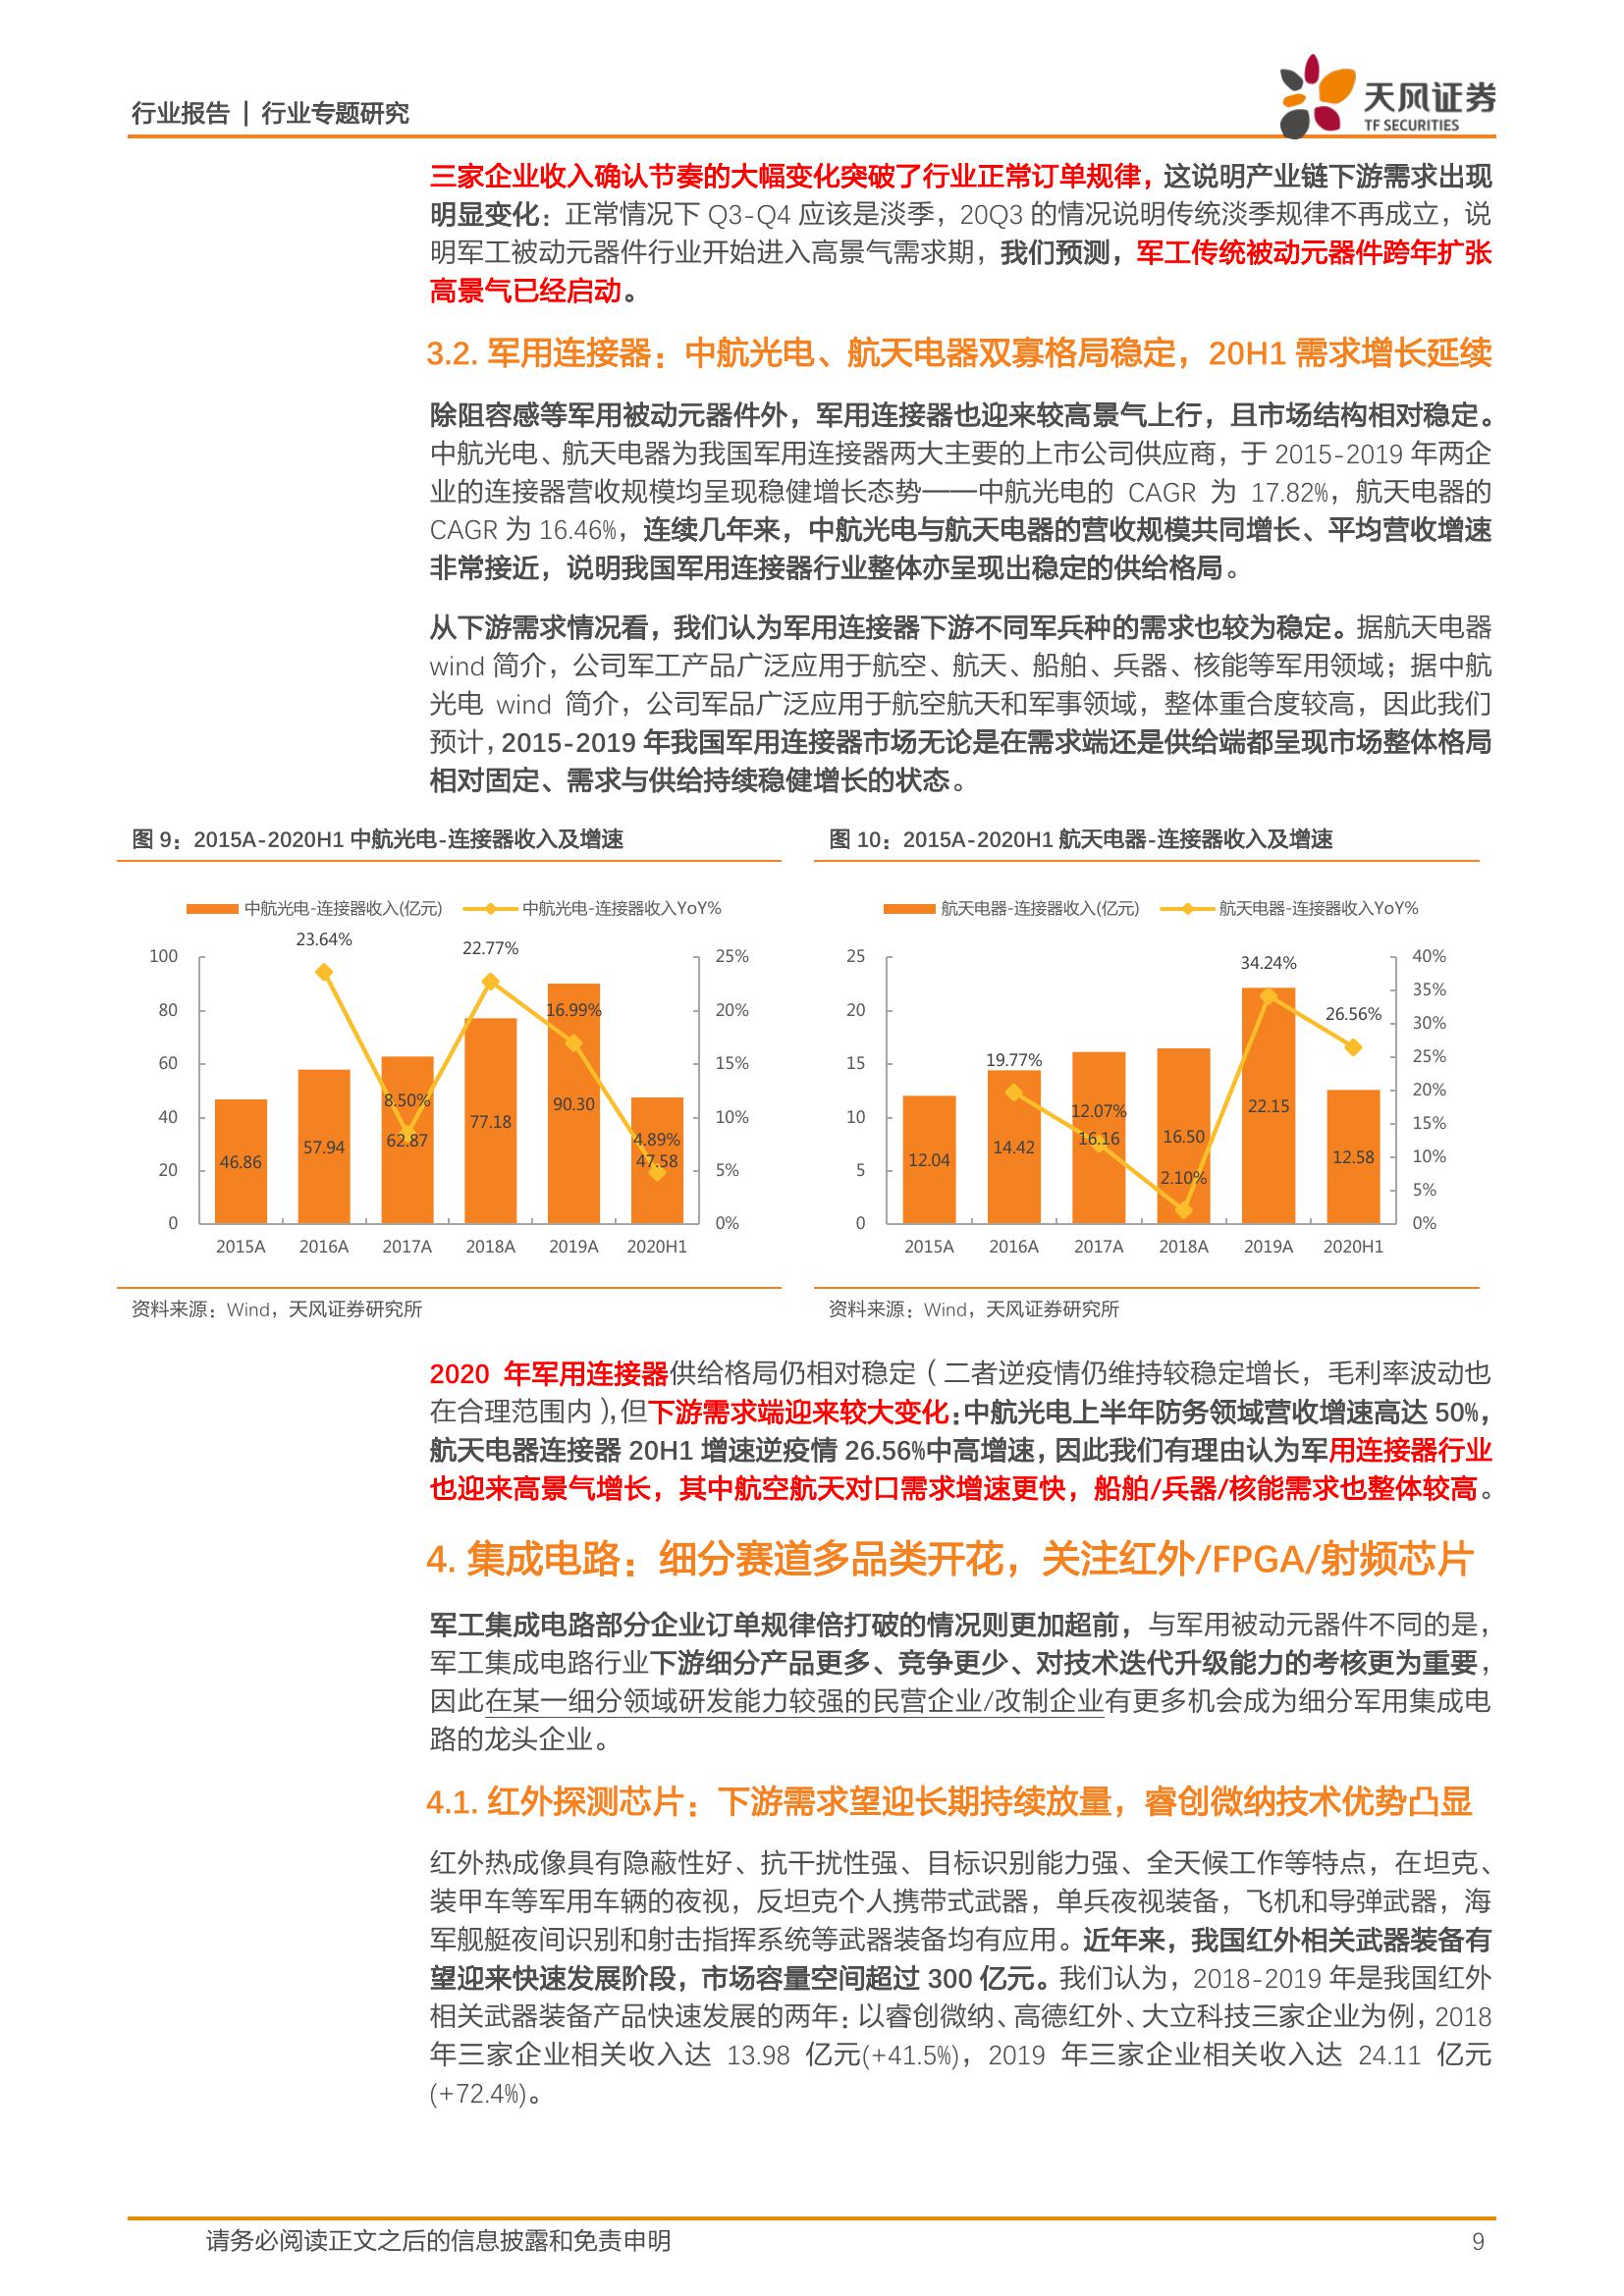 行业报告 | 行业专题研究
天风证券
TF SECURITIES
三家企业收入确认节奏的大幅变化突破了行业正常订单规律，这说明产业链下游需求出现
明显变化：正常情况下 Q3-Q4 应该是淡季，20Q3 的情况说明传统淡季规律不再成立，说
明军工被动元器件行业开始进入高景气需求期，我们预测，军工传统被动元器件跨年扩张
高景气已经启动。
3.2. 军用连接器：中航光电、航天电器双寡格局稳定，20H1 需求增长延续
除阻容感等军用被动元器件外，军用连接器也迎来较高景气上行，且市场结构相对稳定。
中航光电、航天电器为我国军用连接器两大主要的上市公司供应商，于 2015-2019 年两企
业的连接器营收规模均呈现稳健增长态势——中航光电的 CAGR 为 17.82%，航天电器的
CAGR 为 16.46%，连续几年来，中航光电与航天电器的营收规模共同增长、平均营收增速
非常接近，说明我国军用连接器行业整体亦呈现出稳定的供给格局。
从下游需求情况看，我们认为军用连接器下游不同军兵种的需求也较为稳定。据航天电器
wind 简介，公司军工产品广泛应用于航空、航天、船舶、兵器、核能等军用领域；据中航
光电 wind 简介，公司军品广泛应用于航空航天和军事领域，整体重合度较高，因此我们
预计，2015-2019 年我国军用连接器市场无论是在需求端还是供给端都呈现市场整体格局
相对固定、需求与供给持续稳健增长的状态。
图 9：2015A-2020H1 中航光电-连接器收入及增速
中航光电-连接器收入(亿元) 中航光电-连接器收入YoY%
23.64% 22.77%
100 25%
80 16.99% 20%
60 15%
8.50%
40 90.30 10%
77.18
62.87 4.89%
57.94
46.86 47.58
20 5%
0 0%
2015A 2016A 2017A 2018A 2019A 2020H1
资料来源：Wind，天风证券研究所
图 10：2015A-2020H1 航天电器-连接器收入及增速
航天电器-连接器收入(亿元) 航天电器-连接器收入YoY%
25 34.24% 40%
35%
20 26.56% 30%
15 19.77% 25%
20%
10 12.07% 22.15 15%
16.16 16.50
14.42
12.04 12.58 10%
5 2.10% 5%
0 0%
2015A 2016A 2017A 2018A 2019A 2020H1
资料来源：Wind，天风证券研究所
2020 年军用连接器供给格局仍相对稳定（二者逆疫情仍维持较稳定增长，毛利率波动也
在合理范围内），但下游需求端迎来较大变化：中航光电上半年防务领域营收增速高达 50%，
航天电器连接器 20H1 增速逆疫情 26.56%中高增速，因此我们有理由认为军用连接器行业
也迎来高景气增长，其中航空航天对口需求增速更快，船舶/兵器/核能需求也整体较高。
4. 集成电路：细分赛道多品类开花，关注红外/FPGA/射频芯片
军工集成电路部分企业订单规律倍打破的情况则更加超前，与军用被动元器件不同的是，
军工集成电路行业下游细分产品更多、竞争更少、对技术迭代升级能力的考核更为重要，
因此在某一细分领域研发能力较强的民营企业/改制企业有更多机会成为细分军用集成电
路的龙头企业。
4.1. 红外探测芯片：下游需求望迎长期持续放量，睿创微纳技术优势凸显
红外热成像具有隐蔽性好、抗干扰性强、目标识别能力强、全天候工作等特点，在坦克、
装甲车等军用车辆的夜视，反坦克个人携带式武器，单兵夜视装备，飞机和导弹武器，海
军舰艇夜间识别和射击指挥系统等武器装备均有应用。近年来，我国红外相关武器装备有
望迎来快速发展阶段，市场容量空间超过 300 亿元。我们认为，2018-2019 年是我国红外
相关武器装备产品快速发展的两年：以睿创微纳、高德红外、大立科技三家企业为例，2018
年三家企业相关收入达 13.98 亿元(+41.5%)，2019 年三家企业相关收入达 24.11 亿元
(+72.4%)。
请务必阅读正文之后的信息披露和免责申明 9